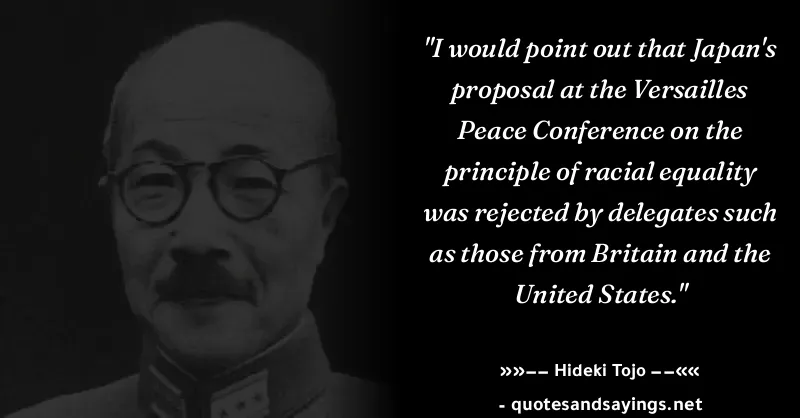 "I would point out that Japan's
proposal at the Versailles
Peace Conference on the
principle of racial equality
was rejected by delegates such
as those from Britain and the
United States."
»»−− Hideki Tojo −−««
- quotesandsayings.net